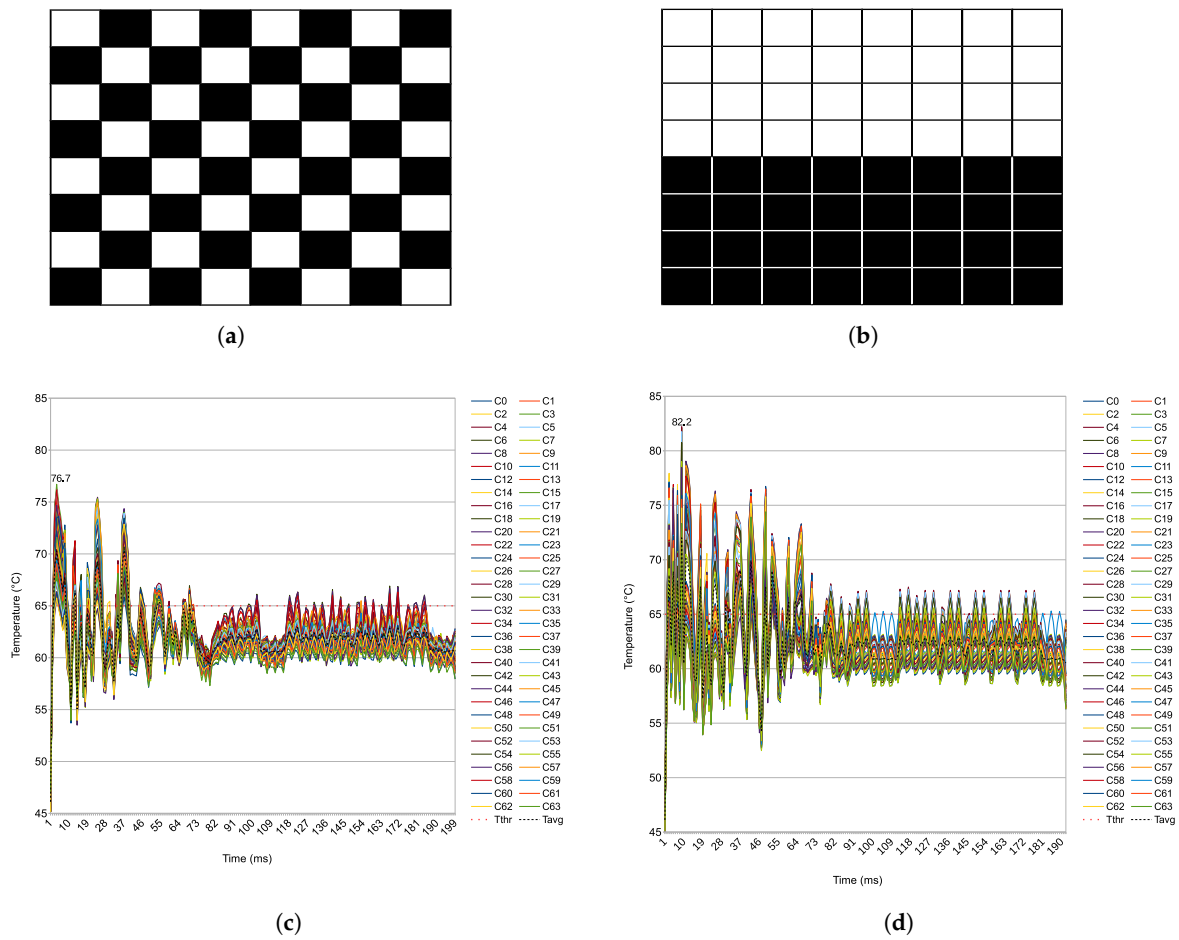 (a)
(b)
85
80
75
70
65
60
55
50
45
Temperature (°C)
76.7
1 10 19 28 37 46 55 64 73 82 91 100 109 118 127 136 145 154 163 172 181 190 199
Time (ms)
C0 C1
C2 C3
C4 C5
C6 C7
C8 C9
C10 C11
C12 C13
C14 C15
C16 C17
C18 C19
C20 C21
C22 C23
C24 C25
C26 C27
C28 C29
C30 C31
C32 C33
C34 C35
C36 C37
C38 C39
C40 C41
C42 C43
C44 C45
C46 C47
C48 C49
C50 C51
C52 C53
C54 C55
C56 C57
C58 C59
C60 C61
C62 C63
Tthr Tavg
(c)
85
80
75
70
65
60
55
50
45
Temperature (°C)
82.2
1 10 19 28 37 46 55 64 73 82 91 100 109 118 127 136 145 154 163 172 181 190
Time (ms)
C0 C1
C2 C3
C4 C5
C6 C7
C8 C9
C10 C11
C12 C13
C14 C15
C16 C17
C18 C19
C20 C21
C22 C23
C24 C25
C26 C27
C28 C29
C30 C31
C32 C33
C34 C35
C36 C37
C38 C39
C40 C41
C42 C43
C44 C45
C46 C47
C48 C49
C50 C51
C52 C53
C54 C55
C56 C57
C58 C59
C60 C61
C62 C63
Tthr Tavg
(d)